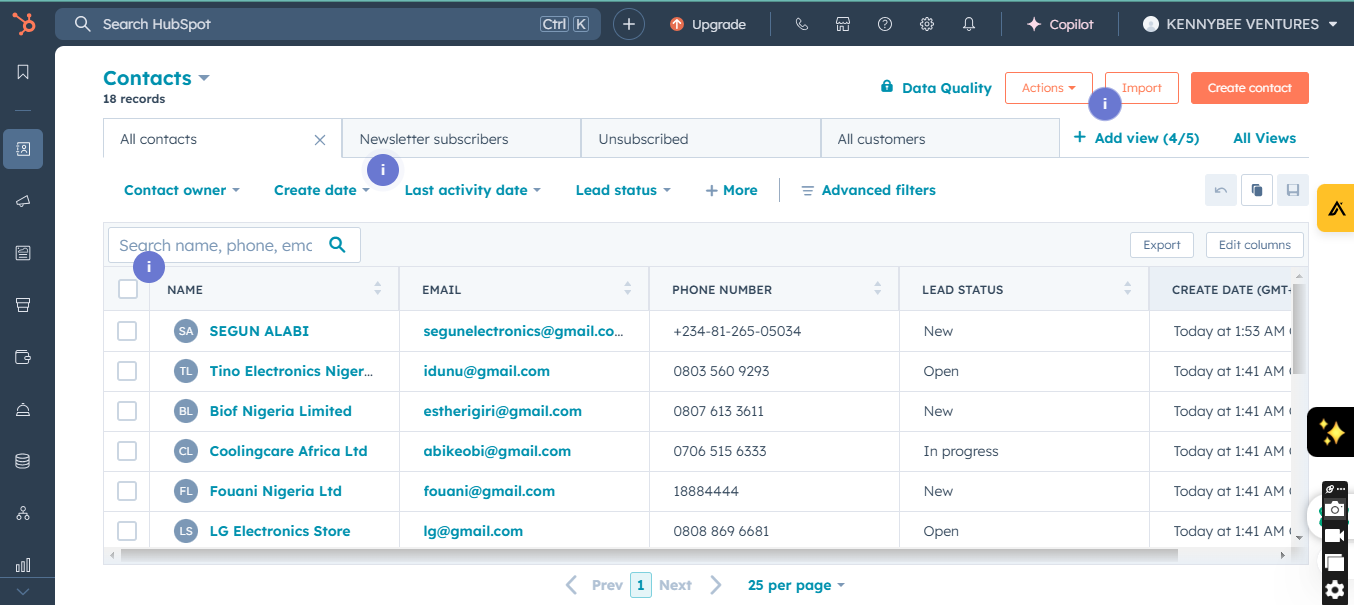 Search HubSpot
Ctrl K
Upgrade
Copilot
KENNYBEE VENTURES
Contacts
18 records
Data Quality
Actions
Import
Create contact
i
All contacts
Newsletter subscribers
Unsubscribed
All customers
+ Add view (4/5)
All Views
i
Contact owner
Create date
Last activity date
Lead status
+ More
Advanced filters
Search name, phone, emc
Export
Edit columns
i
NAME EMAIL PHONE NUMBER LEAD STATUS CREATE DATE (GMT-
SA SEGUN ALABI segunelectronics@gmail.co... +234-81-265-05034 New Today at 1:53 AM
TL Tino Electronics Niger... idunu@gmail.com 0803 560 9293 Open Today at 1:41 AM
BL Biof Nigeria Limited estherigiri@gmail.com 0807 613 3611 New Today at 1:41 AM
CL Coolingcare Africa Ltd abikeobi@gmail.com 0706 515 6333 In progress Today at 1:41 AM
FL Fouani Nigeria Ltd fouani@gmail.com 18884444 New Today at 1:41 AM
LS LG Electronics Store lg@gmail.com 0808 869 6681 Open Today at 1:41 AM
Prev 1 Next 25 per page